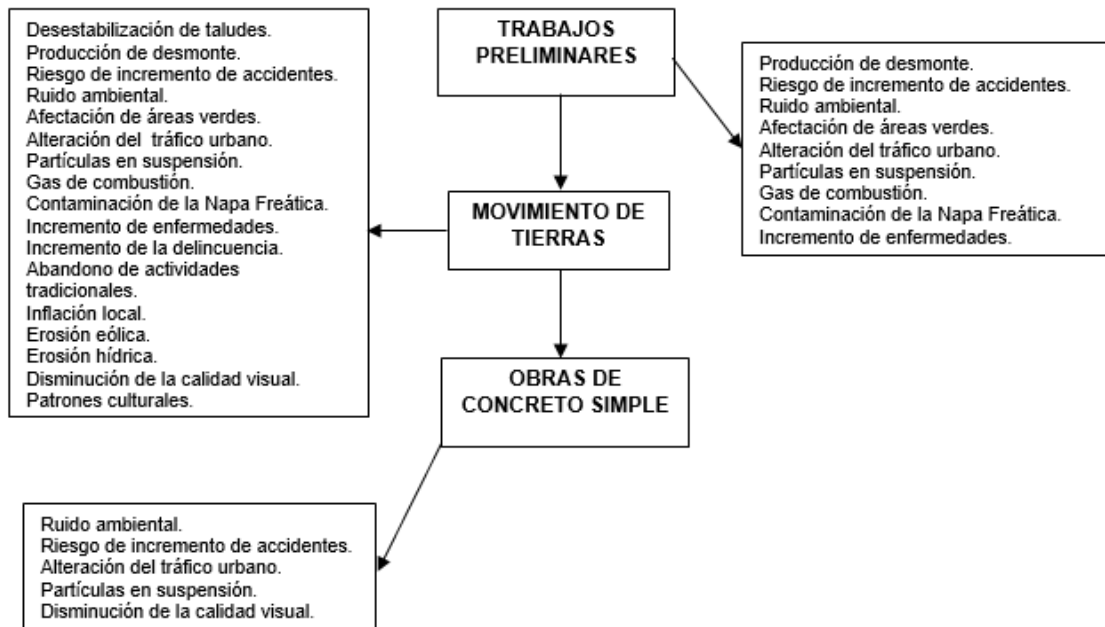 TRABAJOS
PRELIMINARES
Desestabilización de taludes.
Producción de desmonte.
Riesgo de incremento de accidentes.
Ruido ambiental.
Afectación de áreas verdes.
Alteración del tráfico urbano.
Partículas en suspensión.
Gas de combustión.
Contaminación de la Napa Freática.
Incremento de enfermedades.
Incremento de la delincuencia.
Abandono de actividades
tradicionales.
Inflación local.
Erosión eólica.
Erosión hídrica.
Disminución de la calidad visual.
Patrones culturales.
Producción de desmonte.
Riesgo de incremento de accidentes.
Ruido ambiental.
Afectación de áreas verdes.
Alteración del tráfico urbano.
Partículas en suspensión.
Gas de combustión.
Contaminación de la Napa Freática.
Incremento de enfermedades.
MOVIMIENTO DE
TIERRAS
OBRAS DE
CONCRETO SIMPLE
Ruido ambiental.
Riesgo de incremento de accidentes.
Alteración del tráfico urbano.
Partículas en suspensión.
Disminución de la calidad visual.